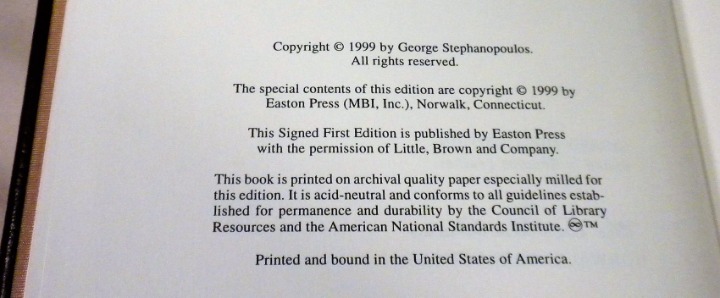 Copyright © 1999 by George Stephanopoulos.
All rights reserved.
The special contents of this edition are copyright © 1999 by
Easton Press (MBI, Inc.), Norwalk, Connecticut.
This Signed First Edition is published by Easton Press
with the permission of Little, Brown and Company.
This book is printed on archival quality paper especially milled for
this edition. It is acid-neutral and conforms to all guidelines estab-
lished for permanence and durability by the Council of Library
Resources and the American National Standards Institute. ♾™
Printed and bound in the United States of America.